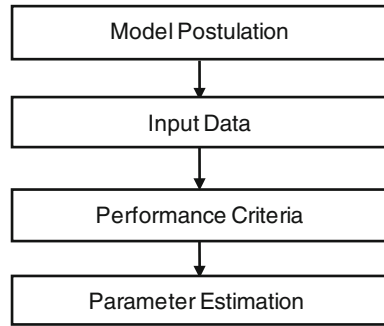 Model Postulation
Input Data
Performance Criteria
Parameter Estimation